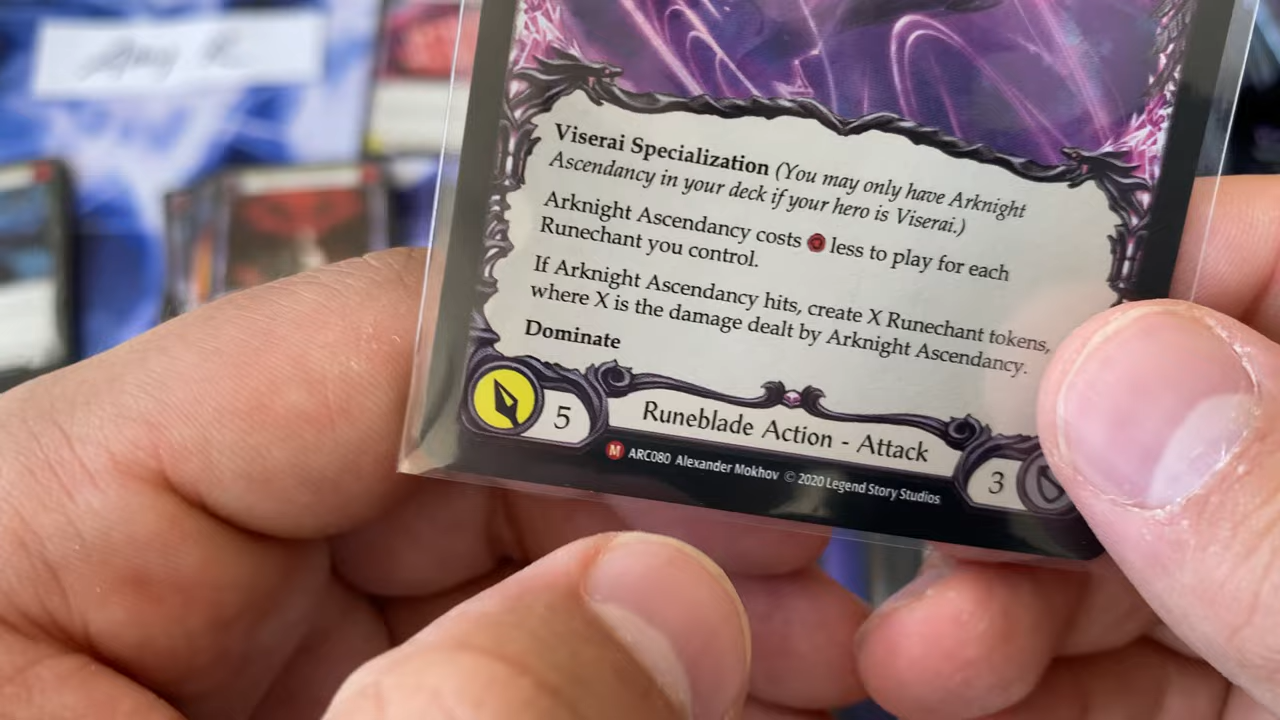 Viserai Specialization (You may only have Arknight
Ascendancy in your deck if your hero is Viserai.)
Arknight Ascendancy costs less to play for each
Runechant you control.
If Arknight Ascendancy hits, create X Runechant tokens,
where X is the damage dealt by Arknight Ascendancy.
Dominate
5
Runeblade Action - Attack
3
M ARC080 Alexander Mokhov © 2020 Legend Story Studios